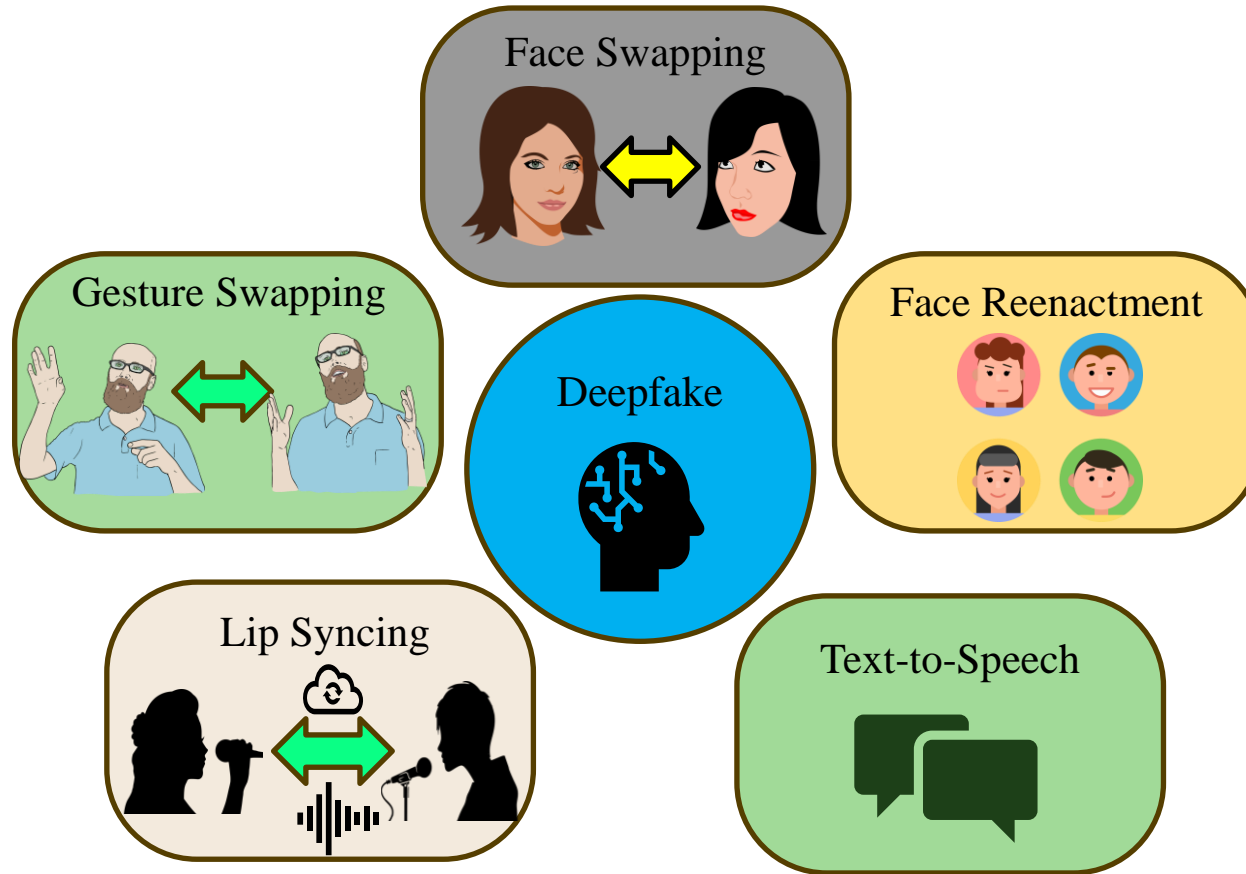 Face Swapping
Gesture Swapping
Face Reenactment
Deepfake
Lip Syncing
Text-to-Speech